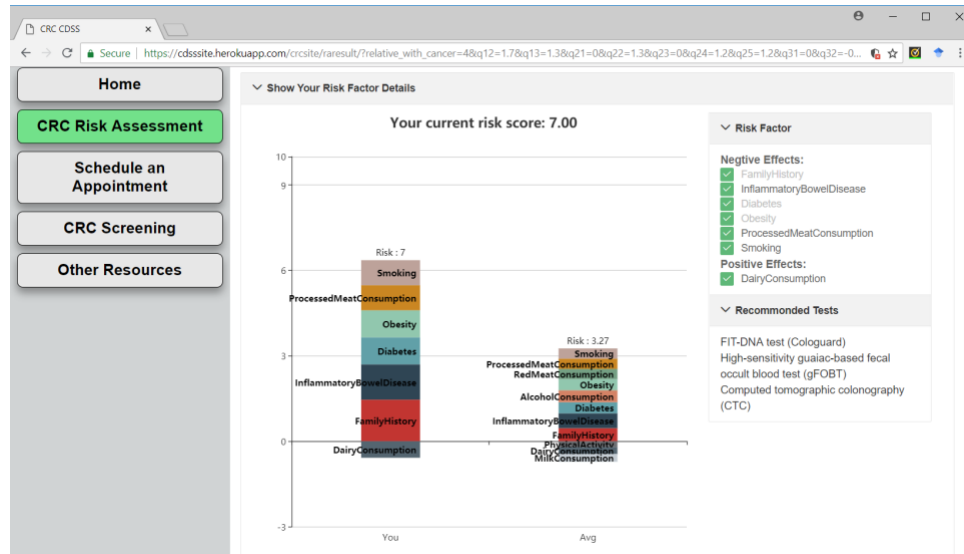 CRC CDSS
Secure | https://cdsssite.herokuapp.com/crcsite/raresult/?relative_with_cancer=4&q12=1.7&q13=1.3&q21=0&q22=1.3&q23=0&q24=1.2&q25=1.2&q31=0&q32=-0...
Home
CRC Risk Assessment
Schedule an
Appointment
CRC Screening
Other Resources
Show Your Risk Factor Details
Your current risk score: 7.00
10
9
6
3
0
-3
Risk : 7
Smoking
ProcessedMeatConsumption
Obesity
Diabetes
InflammatoryBowelDisease
FamilyHistory
DairyConsumption
You
Risk : 3.27
Smoking
ProcessedMeatConsumption
RedMeatConsumption
Obesity
AlcoholConsumption
Diabetes
InflammatoryBowelDisease
FamilyHistory
PhysicalActivity
DairyConsumption
MilkConsumption
Avg
Risk Factor
Negtive Effects:
FamilyHistory
InflammatoryBowelDisease
Diabetes
Obesity
ProcessedMeatConsumption
Smoking
Positive Effects:
DairyConsumption
Recommonded Tests
FIT-DNA test (Cologuard)
High-sensitivity guaiac-based fecal
occult blood test (gFOBT)
Computed tomographic colonography
(CTC)